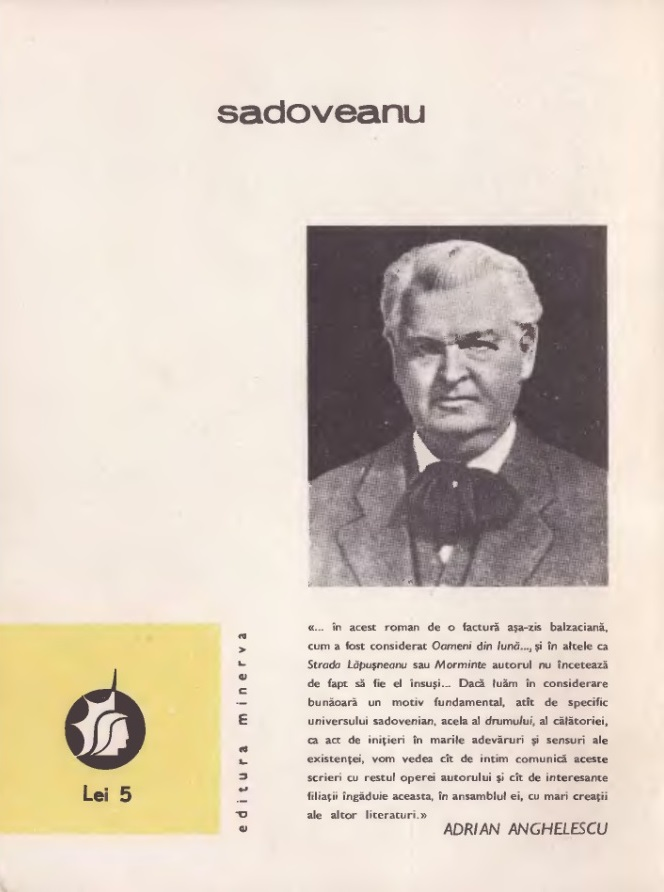 sadoveanu
«... în acest roman de o factură așa-zis balzaciană,
cum a fost considerat Oameni din lună..., și în altele ca
Strada Lăpușneanu sau Morminte autorul nu încetează
de fapt să fie el însuși... Dacă luăm în considerare
bunăoară un motiv fundamental, atît de specific
universului sadovenian, acela al drumului, al călătoriei,
ca act de inițieri în marile adevăruri și sensuri ale
existenței, vom vedea cît de intim comunică aceste
scrieri cu restul operei autorului și cît de interesante
filiații îngăduie aceasta, în ansamblul ei, cu mari creații
ale altor literaturi.»
ADRIAN ANGHELESCU
editura minerva
Lei 5